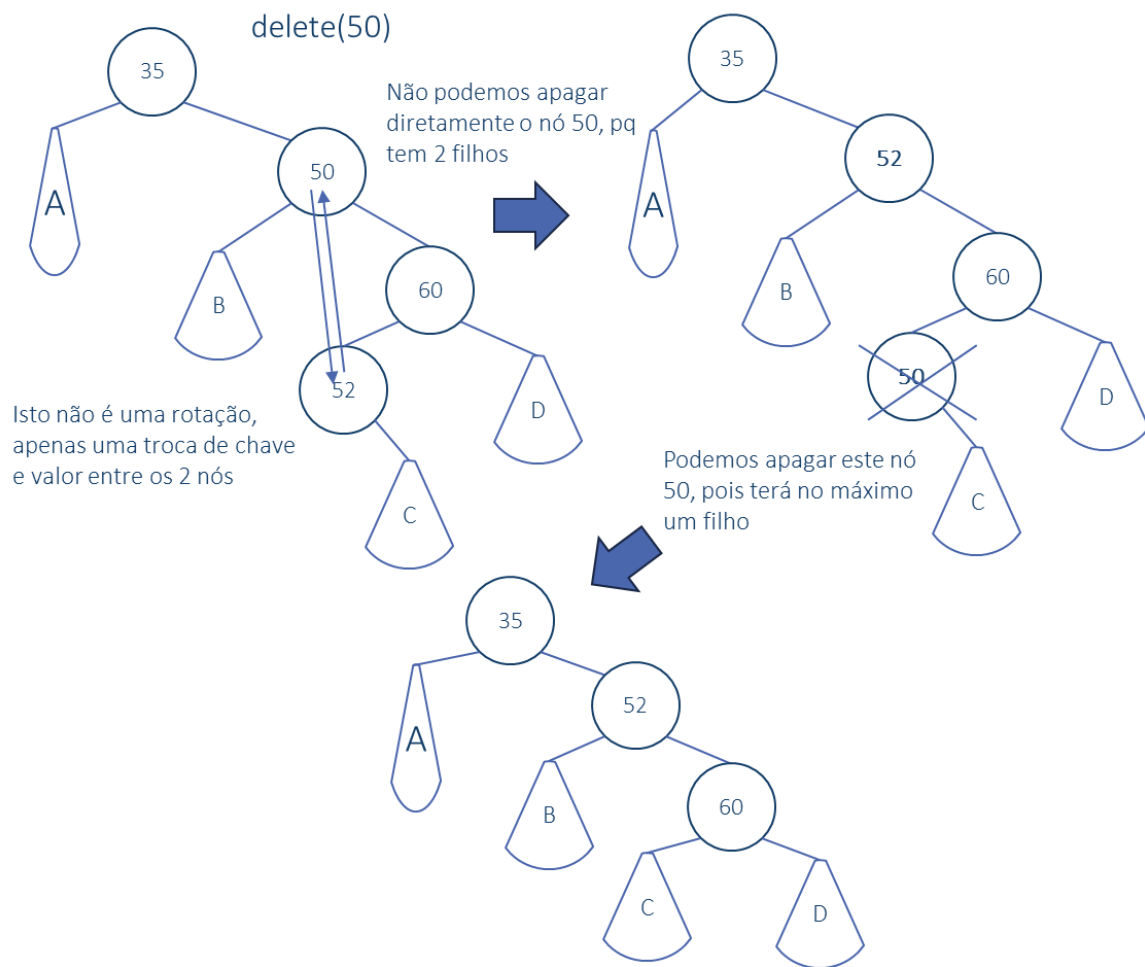 delete(50)
35
50
A
B
60
52
D
C
Não podemos apagar
diretamente o nó 50, pq
tem 2 filhos
Isto não é uma rotação,
apenas uma troca de chave
e valor entre os 2 nós
35
52
A
B
60
50
D
C
Podemos apagar este nó
50, pois terá no máximo
um filho
35
52
A
B
60
C
D